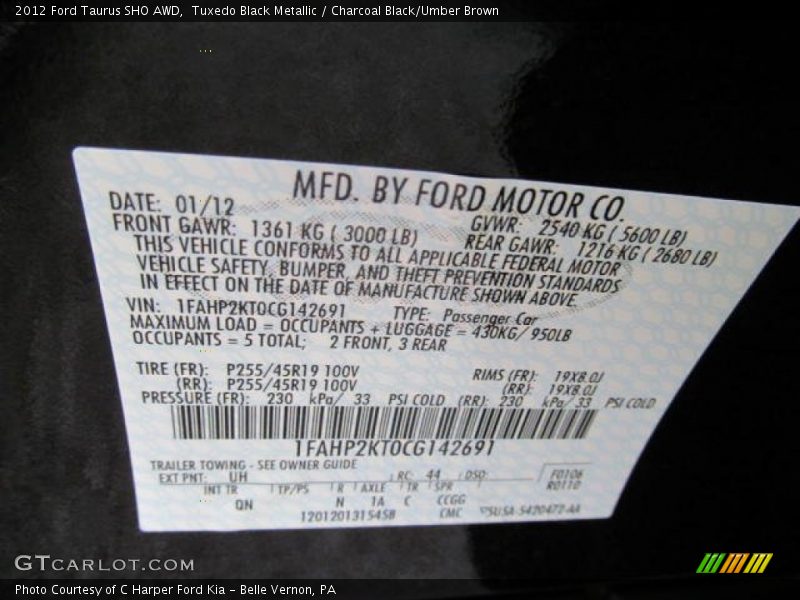 2012 Ford Taurus SHO AWD,  Tuxedo Black Metallic / Charcoal Black/Umber Brown
MFD. BY FORD MOTOR CO.
DATE: 01/12 GVWR: 2540 KG ( 5600 LB)
FRONT GAWR: 1361 KG ( 3000 LB) REAR GAWR: 1216 KG ( 2680 LB)
THIS VEHICLE CONFORMS TO ALL APPLICABLE FEDERAL MOTOR
VEHICLE SAFETY, BUMPER, AND THEFT PREVENTION STANDARDS
IN EFFECT ON THE DATE OF MANUFACTURE SHOWN ABOVE.
VIN: 1FAHP2KT0CG142691 TYPE: Passenger Car
MAXIMUM LOAD = OCCUPANTS + LUGGAGE = 430KG/ 950LB
OCCUPANTS = 5 TOTAL; 2 FRONT, 3 REAR
TIRE (FR): P255/45R19 100V RIMS (FR): 19X8.0J
(RR): P255/45R19 100V (RR): 19X8.0J
PRESSURE (FR): 230 kPa/ 33 PSI COLD (RR): 230 kPa/ 33 PSI COLD
1FAHP2KT0CG142691
TRAILER TOWING - SEE OWNER GUIDE
EXT PNT: UH RC: 44 DSO: F0106
R0110
INT TR TP/PS R AXLE TR SPR
QN N 1A C CCGG
1201201315458 CMC 5U5A-5420472-AA
GTCARLOT.COM
Photo Courtesy of C Harper Ford Kia – Belle Vernon, PA